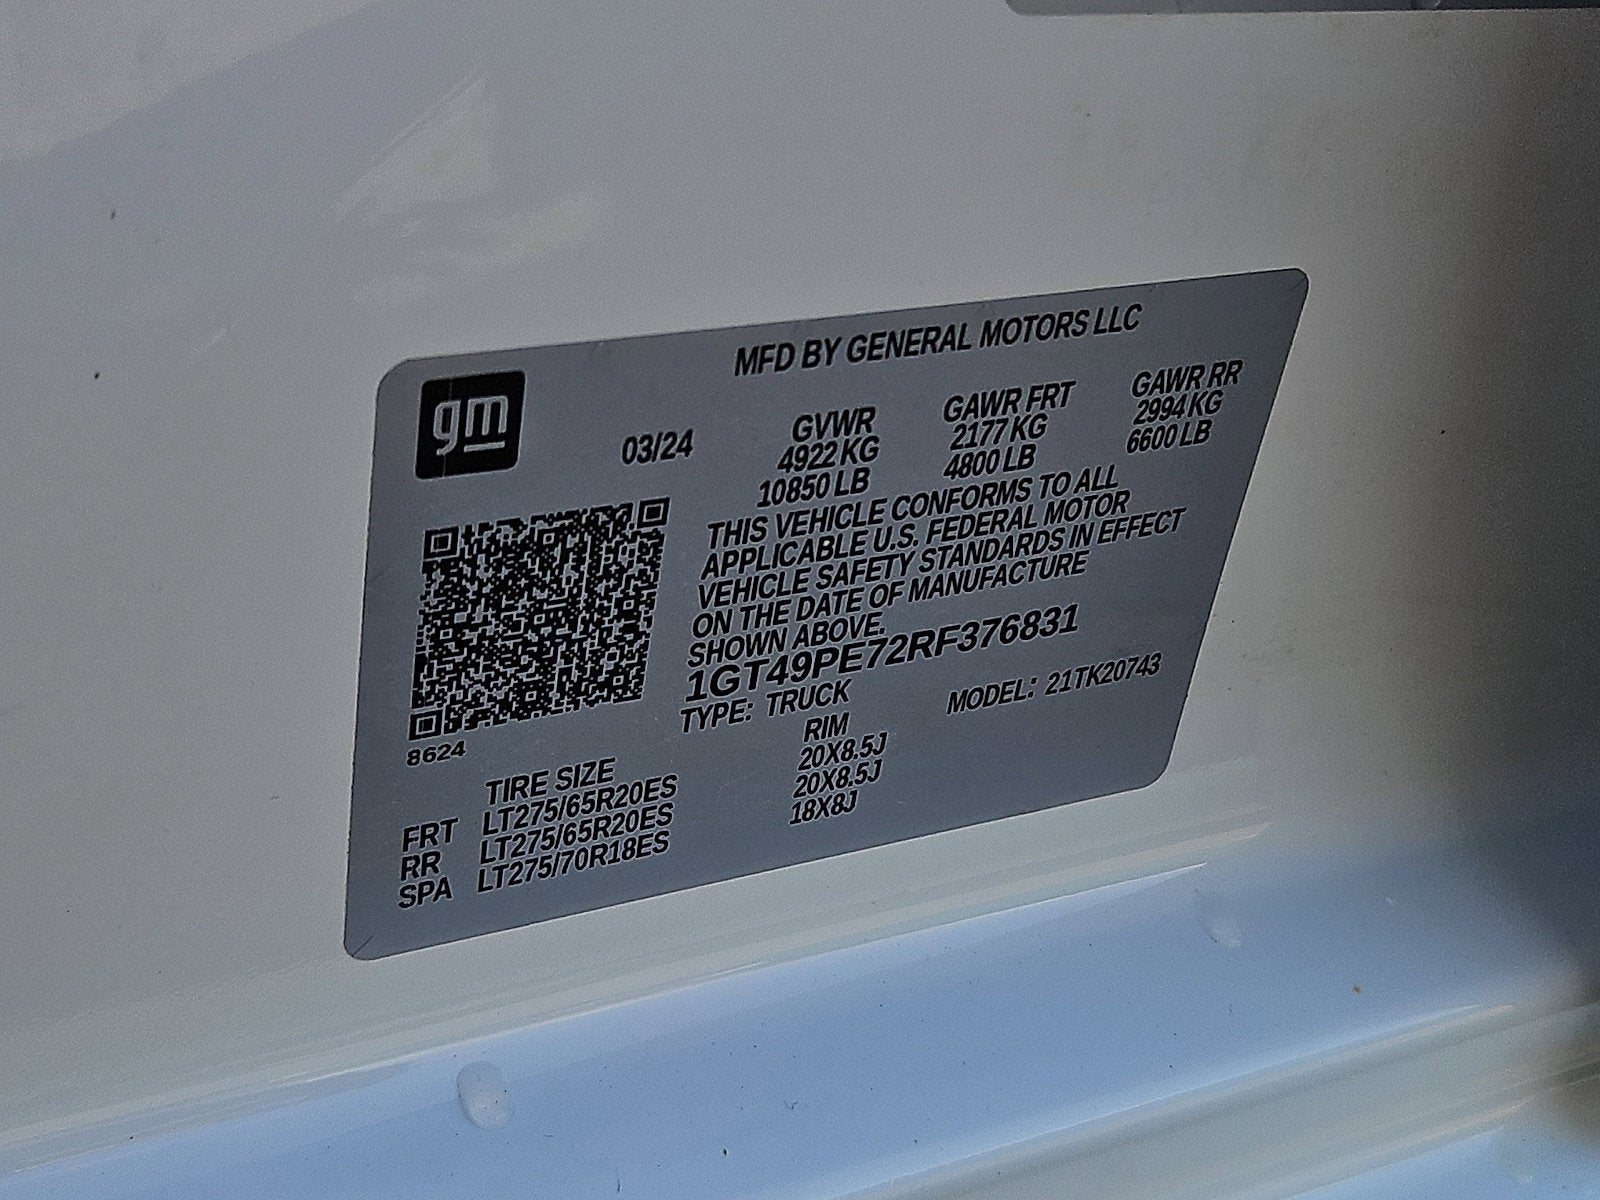 MFD BY GENERAL MOTORS LLC
gm
03/24
GVWR GAWR FRT GAWR RR
4922 KG 2177 KG 2994 KG
10850 LB 4800 LB 6600 LB
THIS VEHICLE CONFORMS TO ALL
APPLICABLE U.S. FEDERAL MOTOR
VEHICLE SAFETY STANDARDS IN EFFECT
ON THE DATE OF MANUFACTURE
SHOWN ABOVE.
1GT49PE72RF376831
TYPE: TRUCK MODEL: 21TK20743
8624
TIRE SIZE RIM
FRT LT275/65R20ES 20X8.5J
RR LT275/65R20ES 20X8.5J
SPA LT275/70R18ES 18X8J